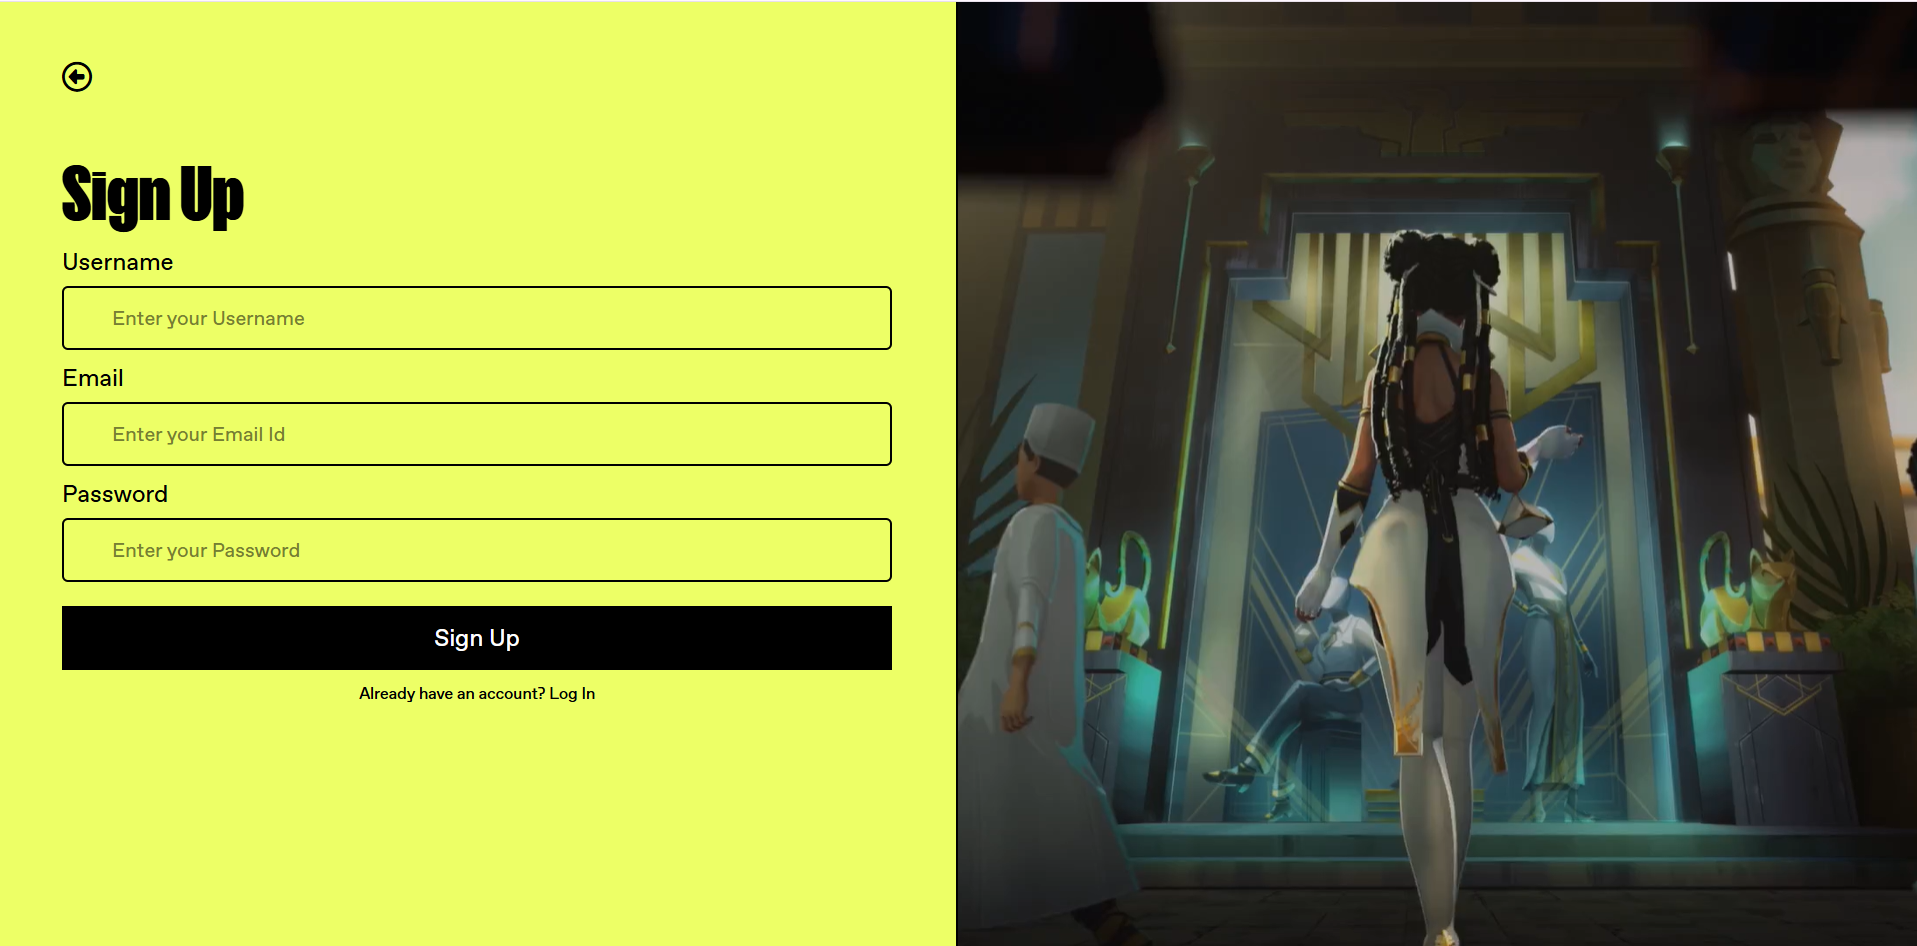 Sign Up
Username
Enter your Username
Email
Enter your Email Id
Password
Enter your Password
Sign Up
Already have an account? Log In